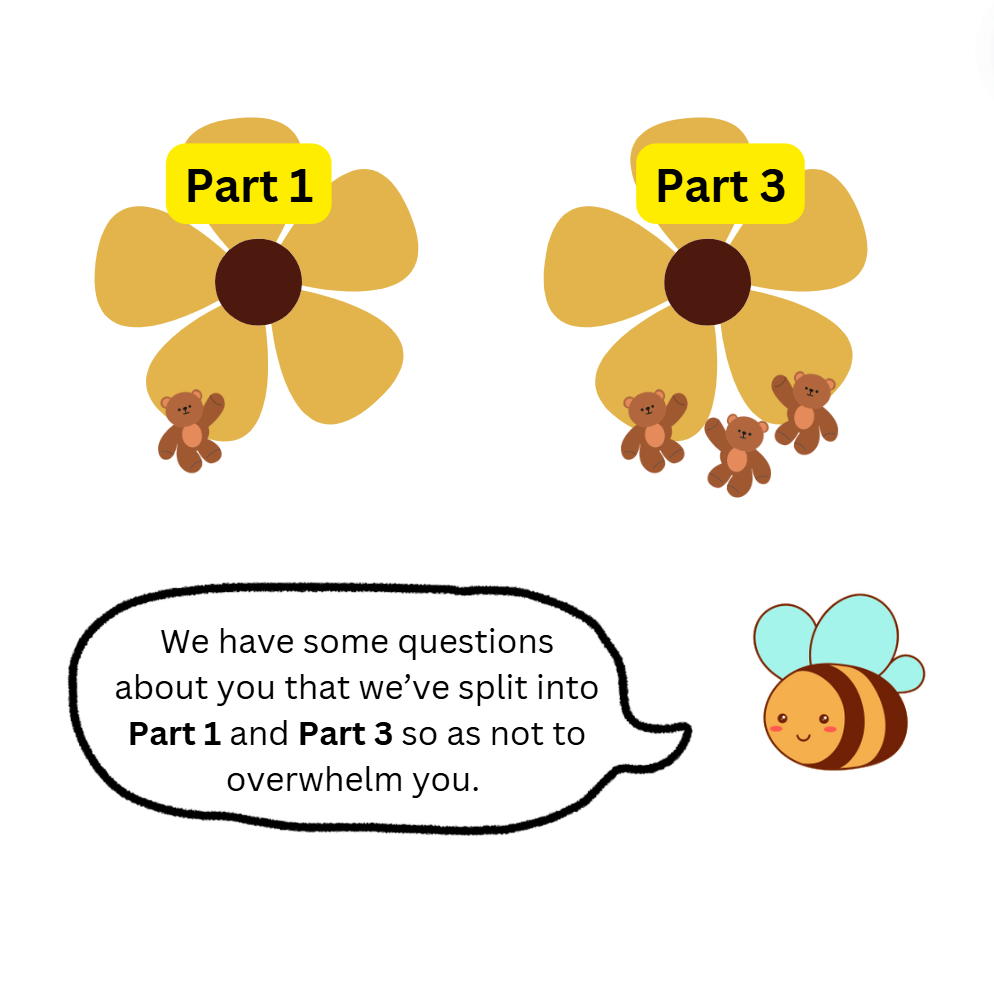 Part 1
Part 3
We have some questions
about you that we’ve split into
Part 1 and Part 3 so as not to
overwhelm you.